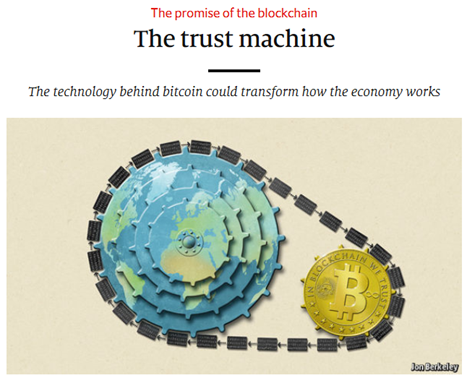 The promise of the blockchain
The trust machine
The technology behind bitcoin could transform how the economy works
IN BLOCKCHAIN WE TRUST
Jon Berkeley